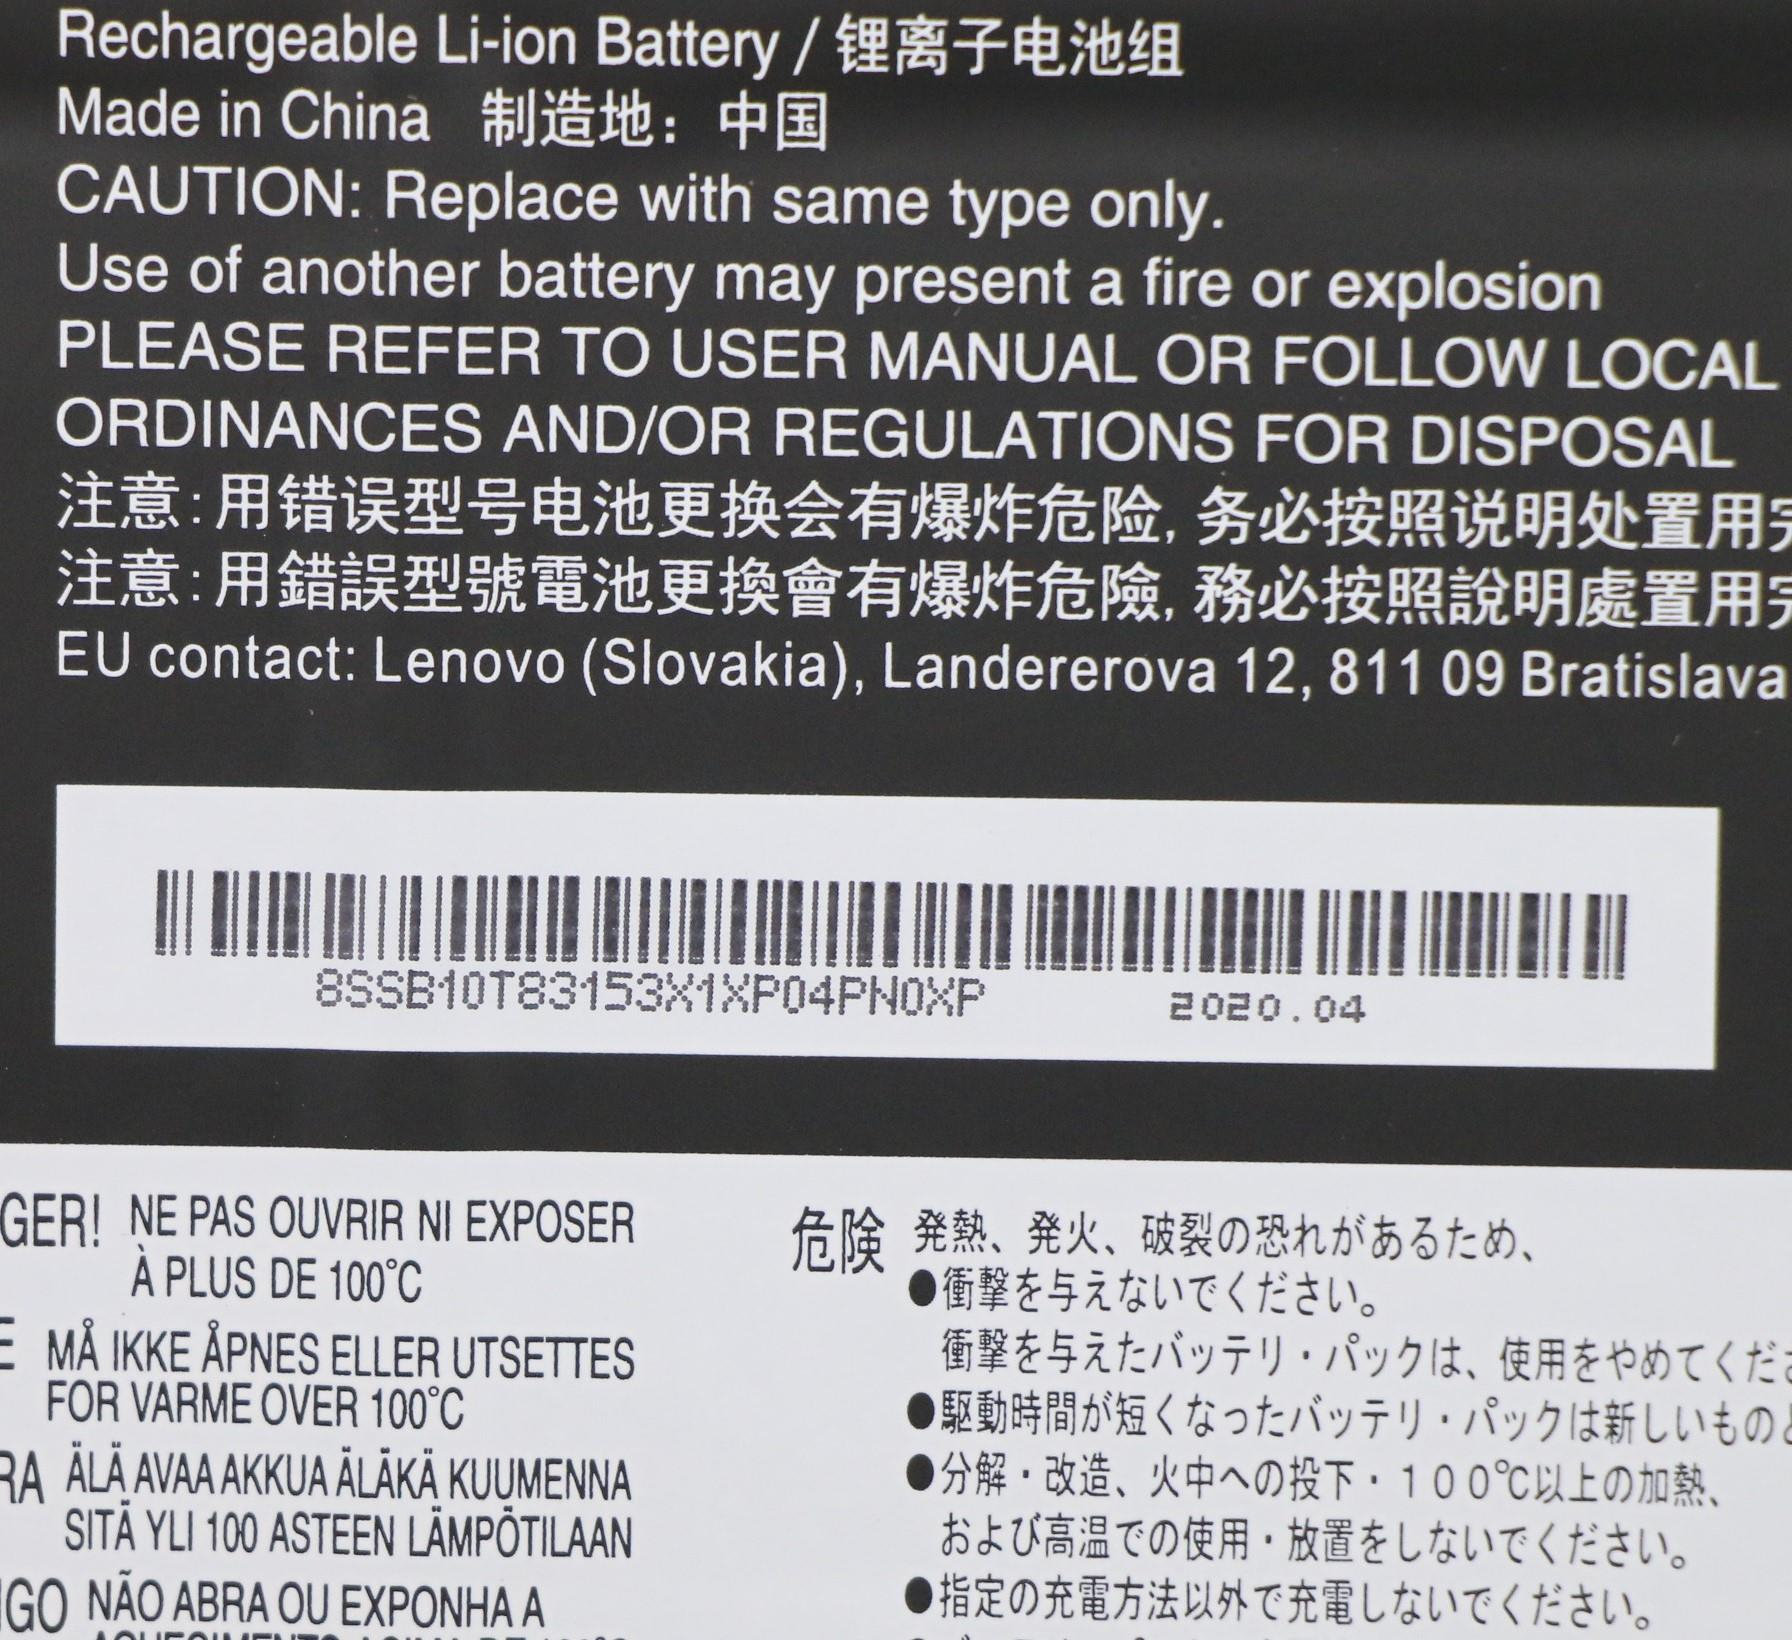 Rechargeable Li-ion Battery / 锂离子电池组
Made in China 制造地：中国
CAUTION: Replace with same type only.
Use of another battery may present a fire or explosion
PLEASE REFER TO USER MANUAL OR FOLLOW LOCAL
ORDINANCES AND/OR REGULATIONS FOR DISPOSAL
注意:用错误型号电池更换会有爆炸危险, 务必按照说明处置用完
注意:用錯誤型號電池更換會有爆炸危險, 務必按照說明處置用完
EU contact: Lenovo (Slovakia), Landererova 12, 811 09 Bratislava
8SSB10T83153X1XP04PN0XP 2020.04
GER! NE PAS OUVRIR NI EXPOSER
À PLUS DE 100°C
E MÅ IKKE ÅPNES ELLER UTSETTES
FOR VARME OVER 100°C
RA ÄLÄ AVAA AKKUA ÄLÄKÄ KUUMENNA
SITÄ YLI 100 ASTEEN LÄMPÖTILAAN
IGO NÃO ABRA OU EXPONHA A
危険 発熱、発火、破裂の恐れがあるため、
●衝撃を与えないでください。
衝撃を与えたバッテリ・パックは、使用をやめてくださ
●駆動時間が短くなったバッテリ・パックは新しいものと
●分解・改造、火中への投下・１００℃以上の加熱、
および高温での使用・放置をしないでください。
●指定の充電方法以外で充電しないでください。